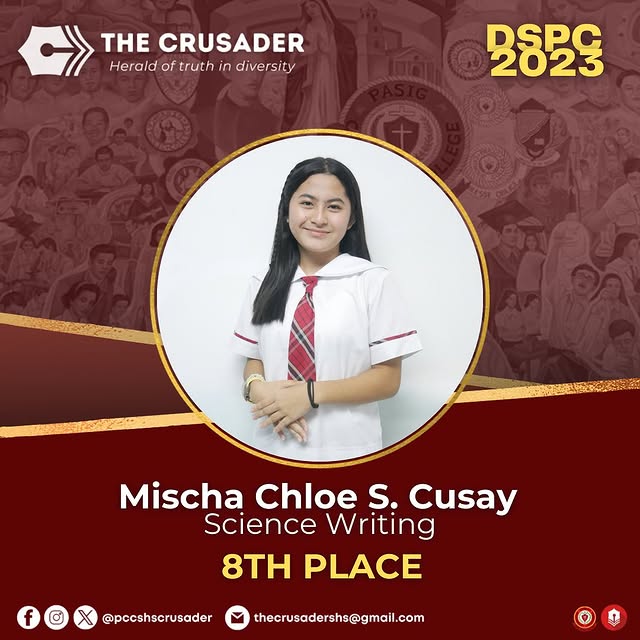 THE CRUSADER
Herald of truth in diversity
DSPC
2023
PASIG
Mischa Chloe S. Cusay
Science Writing
8TH PLACE
@pccshscrusader thecrusadershs@gmail.com